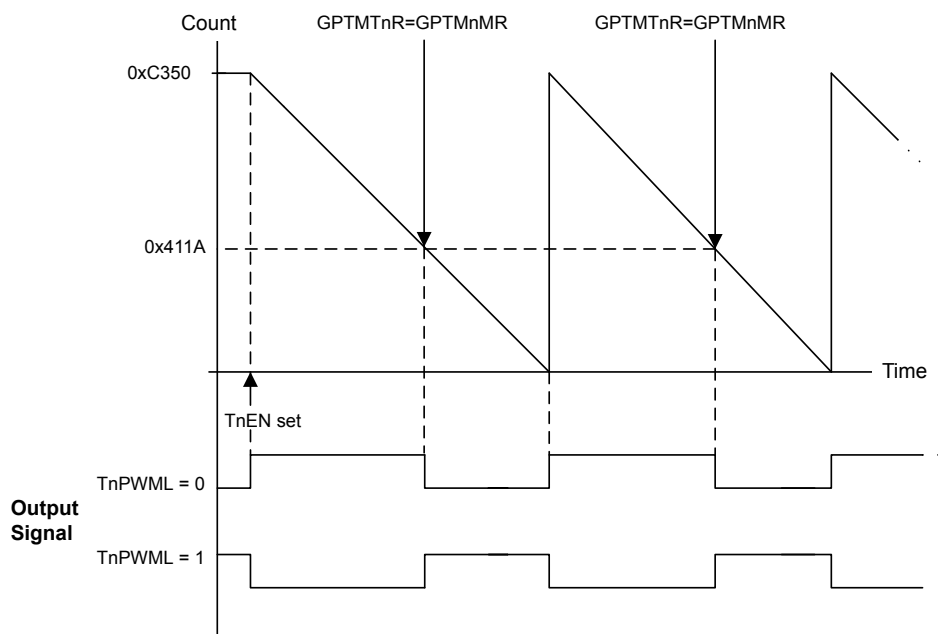 Count
GPTMTnR=GPTMnMR
GPTMTnR=GPTMnMR
0xC350
0x411A
Time
TnEN set
TnPWML = 0
Output
Signal
TnPWML = 1